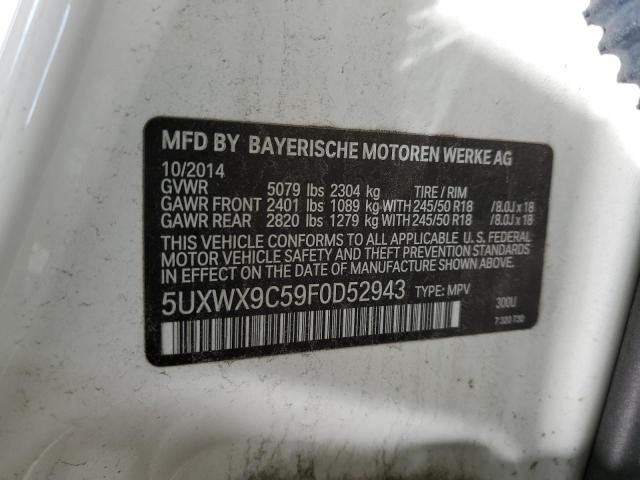 MFD BY BAYERISCHE MOTOREN WERKE AG
10/2014
GVWR 5079 lbs 2304 kg TIRE / RIM
GAWR FRONT 2401 lbs 1089 kg WITH 245/50 R18 /8.0J x 18
GAWR REAR 2820 lbs 1279 kg WITH 245/50 R18 /8.0J x 18
THIS VEHICLE CONFORMS TO ALL APPLICABLE U.S. FEDERAL
MOTOR VEHICLE SAFETY AND THEFT PREVENTION STANDARDS
IN EFFECT ON THE DATE OF MANUFACTURE SHOWN ABOVE.
5UXWX9C59F0D52943 TYPE: MPV 300U
7 320 730